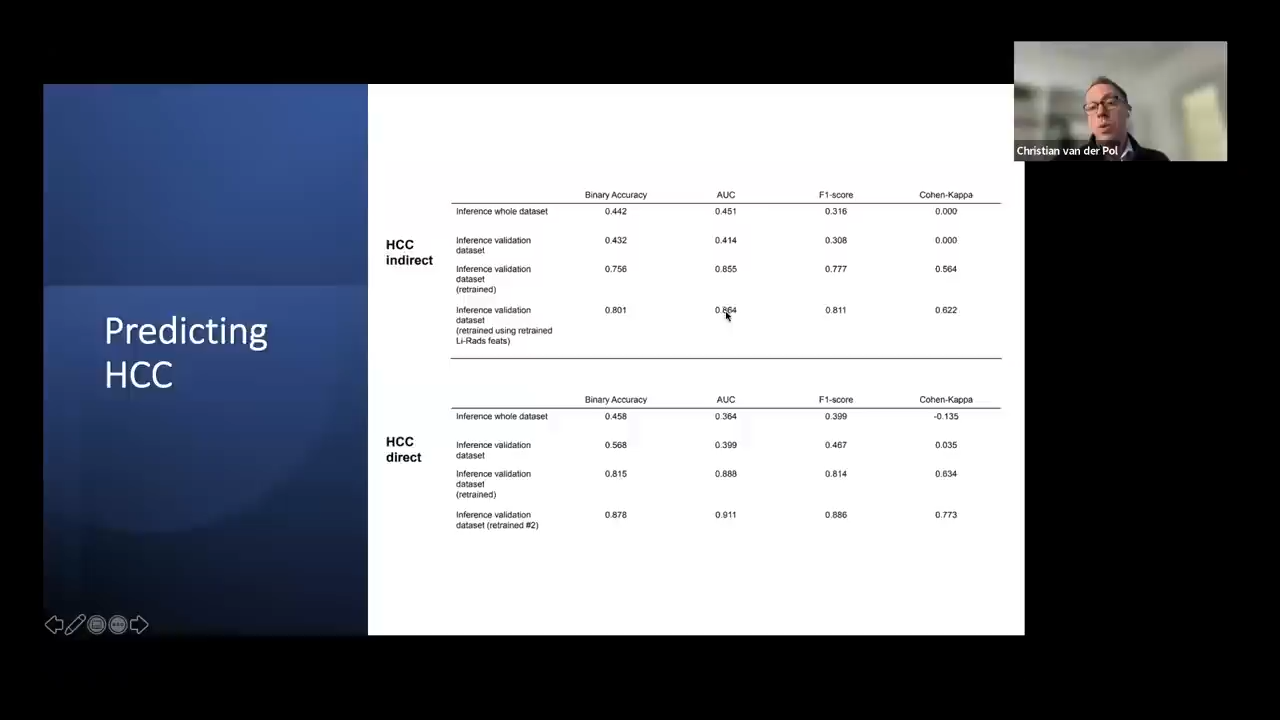 Christian van der Pol
Predicting
HCC
HCC
indirect
Binary Accuracy AUC F1-score Cohen-Kappa
Inference whole dataset 0.442 0.451 0.316 0.000
Inference validation
dataset 0.432 0.414 0.308 0.000
Inference validation
dataset
(retrained) 0.756 0.855 0.777 0.564
Inference validation
dataset
(retrained using retrained
Li-Rads feats) 0.801 0.864 0.811 0.622
HCC
direct
Binary Accuracy AUC F1-score Cohen-Kappa
Inference whole dataset 0.458 0.364 0.399 -0.135
Inference validation
dataset 0.568 0.399 0.467 0.035
Inference validation
dataset
(retrained) 0.815 0.888 0.814 0.634
Inference validation
dataset (retrained #2) 0.878 0.911 0.886 0.773